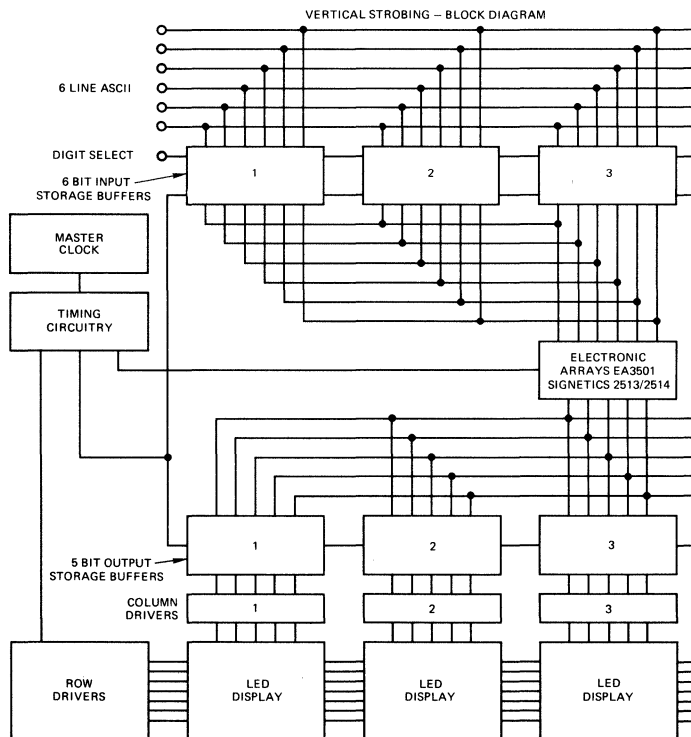 VERTICAL STROBING – BLOCK DIAGRAM
6 LINE ASCII
DIGIT SELECT
6 BIT INPUT
STORAGE BUFFERS
1
2
3
MASTER
CLOCK
TIMING
CIRCUITRY
ELECTRONIC
ARRAYS EA3501
SIGNETICS 2513/2514
5 BIT OUTPUT
STORAGE BUFFERS
1
2
3
COLUMN
DRIVERS
1
2
3
ROW
DRIVERS
LED
DISPLAY
LED
DISPLAY
LED
DISPLAY